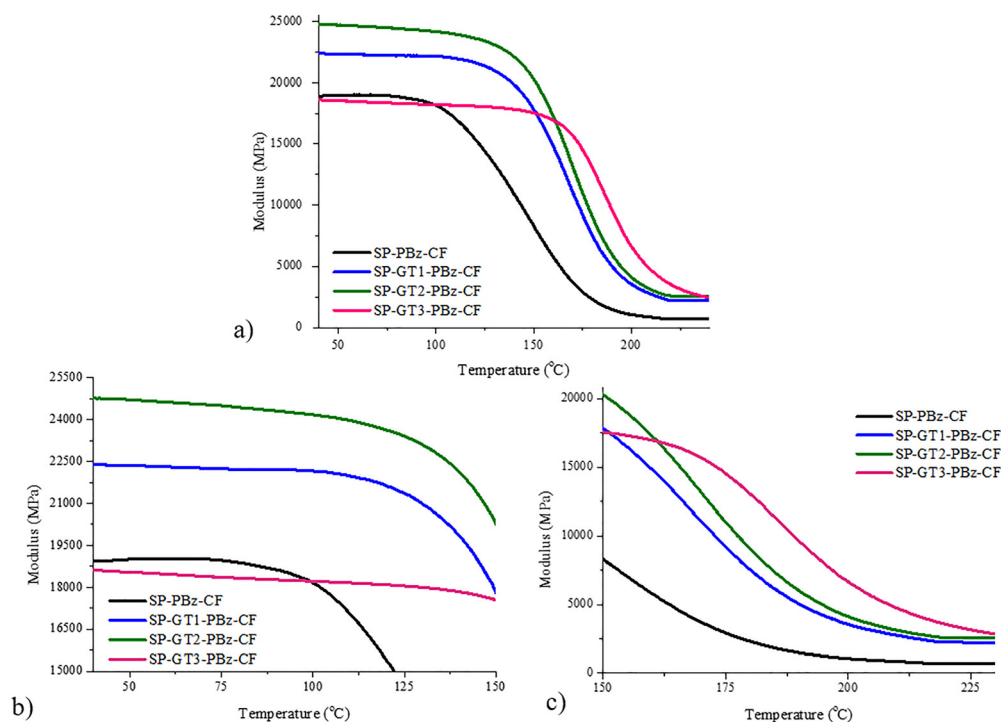 25000
20000
15000
10000
5000
0
Modulus (MPa)
SP-PBz-CF
SP-GT1-PBz-CF
SP-GT2-PBz-CF
SP-GT3-PBz-CF
50
100
150
200
Temperature (°C)
a)
25500
24000
22500
21000
19500
18000
16500
15000
Modulus (MPa)
SP-PBz-CF
SP-GT1-PBz-CF
SP-GT2-PBz-CF
SP-GT3-PBz-CF
50
75
100
125
150
Temperature (°C)
b)
20000
15000
10000
5000
0
Modulus (MPa)
SP-PBz-CF
SP-GT1-PBz-CF
SP-GT2-PBz-CF
SP-GT3-PBz-CF
150
175
200
225
Temperature (°C)
c)